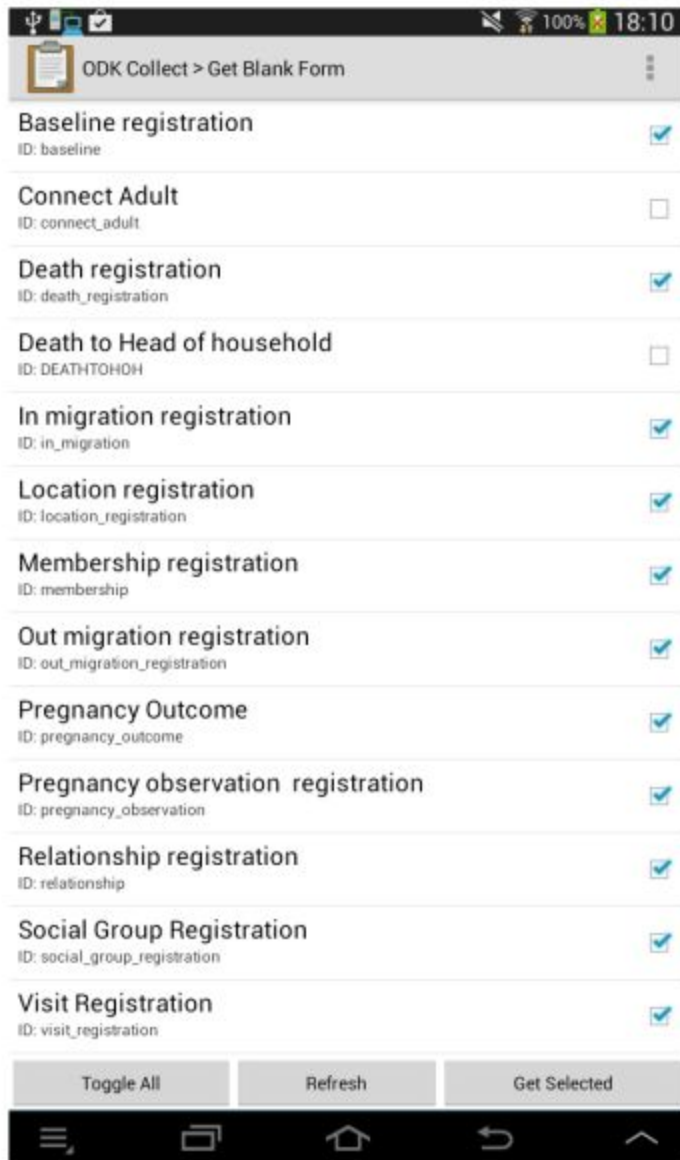 100% 18:10
ODK Collect > Get Blank Form
Baseline registration
ID: baseline
Connect Adult
ID: connect_adult
Death registration
ID: death_registration
Death to Head of household
ID: DEATHTOHOH
In migration registration
ID: in_migration
Location registration
ID: location_registration
Membership registration
ID: membership
Out migration registration
ID: out_migration_registration
Pregnancy Outcome
ID: pregnancy_outcome
Pregnancy observation  registration
ID: pregnancy_observation
Relationship registration
ID: relationship
Social Group Registration
ID: social_group_registration
Visit Registration
ID: visit_registration
Toggle All Refresh Get Selected